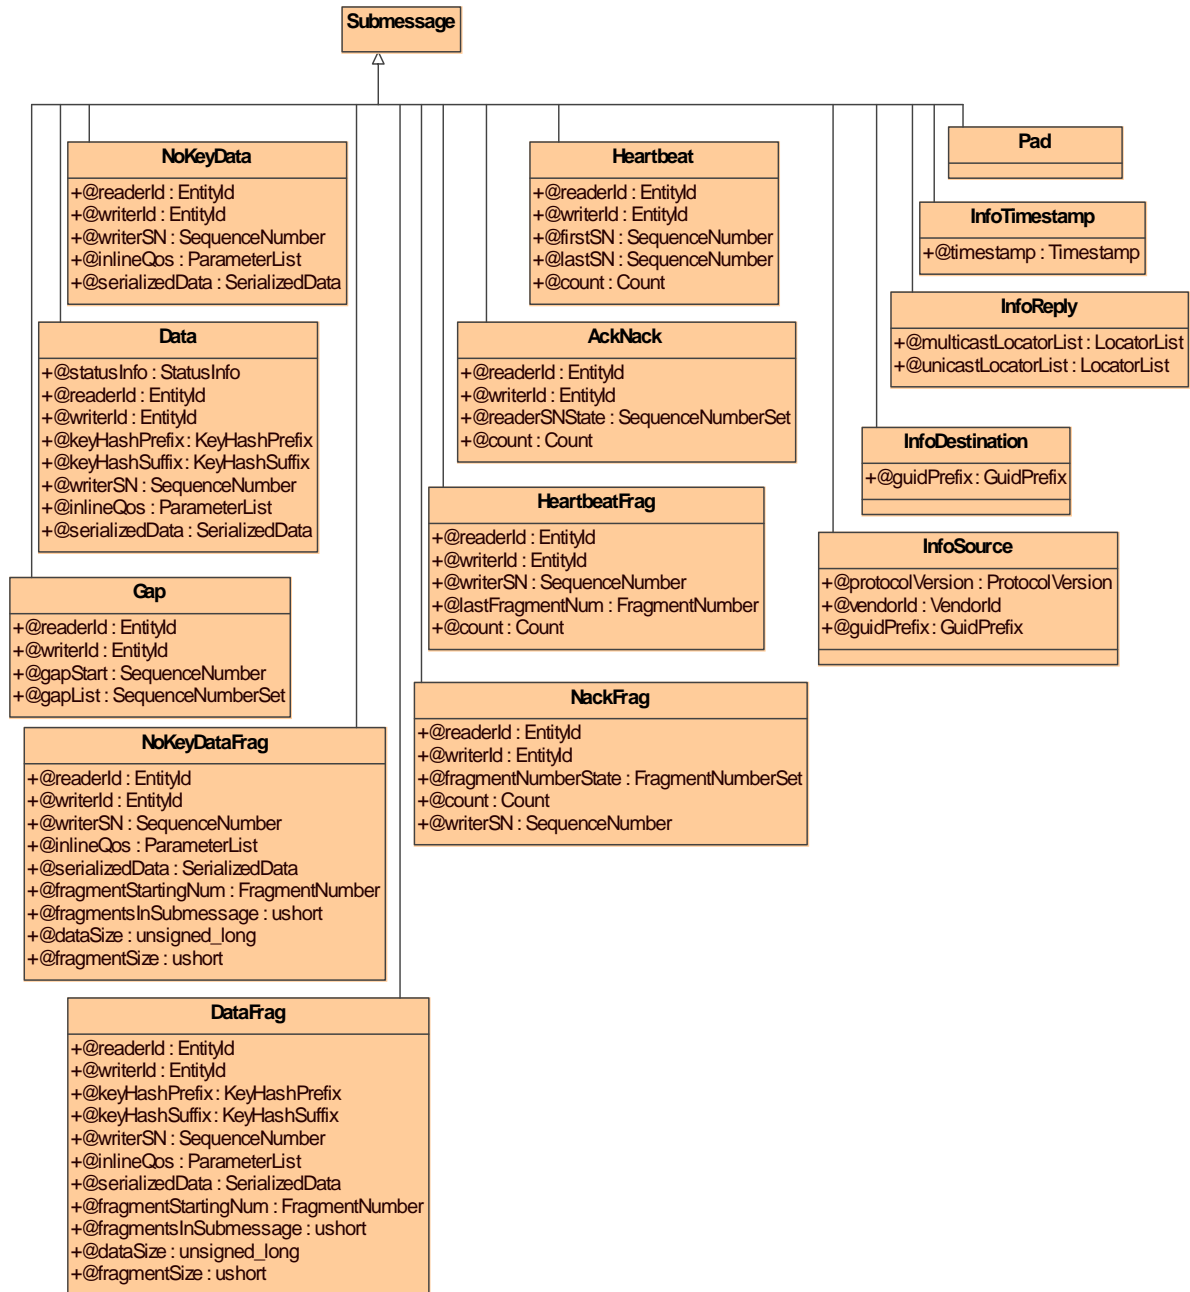 Submessage
NoKeyData
+@readerId : EntityId
+@writerId : EntityId
+@writerSN : SequenceNumber
+@inlineQos : ParameterList
+@serializedData : SerializedData
Data
+@statusInfo : StatusInfo
+@readerId : EntityId
+@writerId : EntityId
+@keyHashPrefix : KeyHashPrefix
+@keyHashSuffix : KeyHashSuffix
+@writerSN : SequenceNumber
+@inlineQos : ParameterList
+@serializedData : SerializedData
Gap
+@readerId : EntityId
+@writerId : EntityId
+@gapStart : SequenceNumber
+@gapList : SequenceNumberSet
NoKeyDataFrag
+@readerId : EntityId
+@writerId : EntityId
+@writerSN : SequenceNumber
+@inlineQos : ParameterList
+@serializedData : SerializedData
+@fragmentStartingNum : FragmentNumber
+@fragmentsInSubmessage : ushort
+@dataSize : unsigned_long
+@fragmentSize : ushort
DataFrag
+@readerId : EntityId
+@writerId : EntityId
+@keyHashPrefix : KeyHashPrefix
+@keyHashSuffix : KeyHashSuffix
+@writerSN : SequenceNumber
+@inlineQos : ParameterList
+@serializedData : SerializedData
+@fragmentStartingNum : FragmentNumber
+@fragmentsInSubmessage : ushort
+@dataSize : unsigned_long
+@fragmentSize : ushort
Heartbeat
+@readerId : EntityId
+@writerId : EntityId
+@firstSN : SequenceNumber
+@lastSN : SequenceNumber
+@count : Count
AckNack
+@readerId : EntityId
+@writerId : EntityId
+@readerSNState : SequenceNumberSet
+@count : Count
HeartbeatFrag
+@readerId : EntityId
+@writerId : EntityId
+@writerSN : SequenceNumber
+@lastFragmentNum : FragmentNumber
+@count : Count
NackFrag
+@readerId : EntityId
+@writerId : EntityId
+@fragmentNumberState : FragmentNumberSet
+@count : Count
+@writerSN : SequenceNumber
Pad
InfoTimestamp
+@timestamp : Timestamp
InfoReply
+@multicastLocatorList : LocatorList
+@unicastLocatorList : LocatorList
InfoDestination
+@guidPrefix : GuidPrefix
InfoSource
+@protocolVersion : ProtocolVersion
+@vendorId : VendorId
+@guidPrefix : GuidPrefix